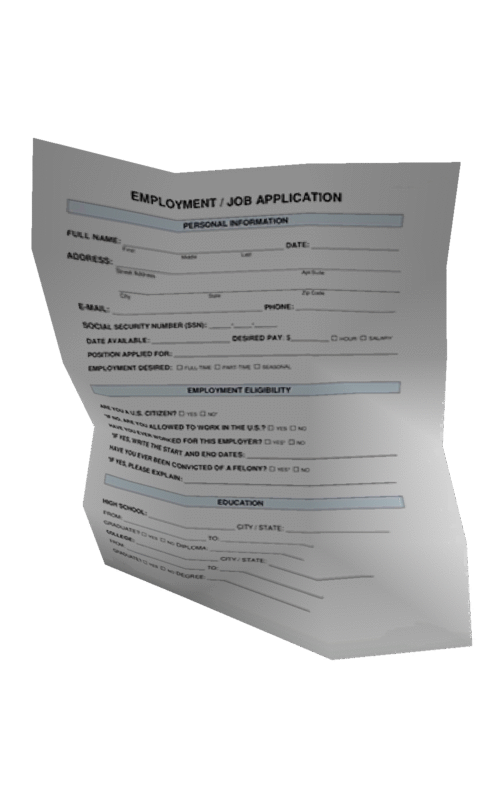 EMPLOYMENT / JOB APPLICATION
PERSONAL INFORMATION
FULL NAME: DATE:
First Middle Last
ADDRESS:
Street Address Apt/Suite
City State Zip Code
E-MAIL: PHONE:
SOCIAL SECURITY NUMBER (SSN): - -
DATE AVAILABLE: DESIRED PAY: $ ☐ HOUR ☐ SALARY
POSITION APPLIED FOR:
EMPLOYMENT DESIRED: ☐ FULL-TIME ☐ PART-TIME ☐ SEASONAL
EMPLOYMENT ELIGIBILITY
ARE YOU A U.S. CITIZEN? ☐ YES ☐ NO*
*IF NO, ARE YOU ALLOWED TO WORK IN THE U.S.? ☐ YES ☐ NO
HAVE YOU EVER WORKED FOR THIS EMPLOYER? ☐ YES* ☐ NO
*IF YES, WRITE THE START AND END DATES:
HAVE YOU EVER BEEN CONVICTED OF A FELONY? ☐ YES* ☐ NO
*IF YES, PLEASE EXPLAIN:
EDUCATION
HIGH SCHOOL: CITY / STATE:
FROM: TO:
GRADUATE? ☐ YES ☐ NO DIPLOMA:
COLLEGE: CITY / STATE:
FROM: TO:
GRADUATE? ☐ YES ☐ NO DEGREE: